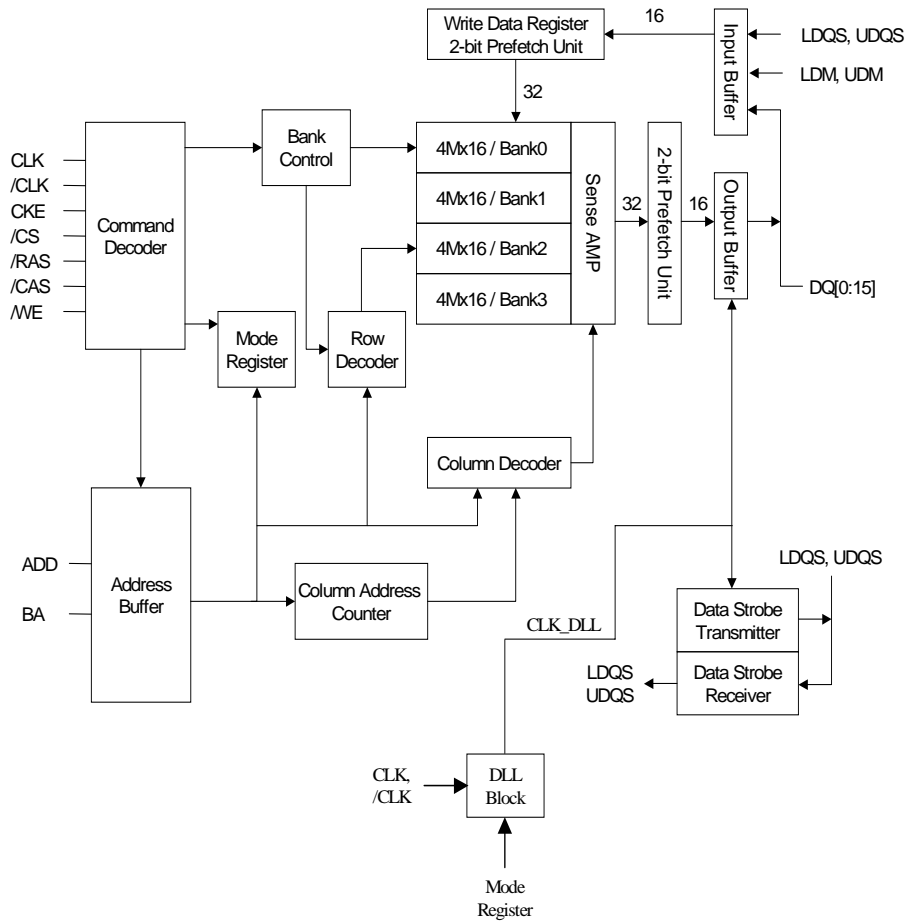 Write Data Register
2-bit Prefetch Unit
16
Input Buffer
LDQS, UDQS
LDM, UDM
32
Bank
Control
4Mx16 / Bank0
4Mx16 / Bank1
4Mx16 / Bank2
4Mx16 / Bank3
Sense AMP
32
2-bit Prefetch Unit
16
Output Buffer
DQ[0:15]
CLK
/CLK
CKE
/CS
/RAS
/CAS
/WE
Command
Decoder
Mode
Register
Row
Decoder
Column Decoder
ADD
BA
Address
Buffer
Column Address
Counter
CLK_DLL
LDQS, UDQS
Data Strobe
Transmitter
Data Strobe
Receiver
LDQS
UDQS
CLK,
/CLK
DLL
Block
Mode
Register